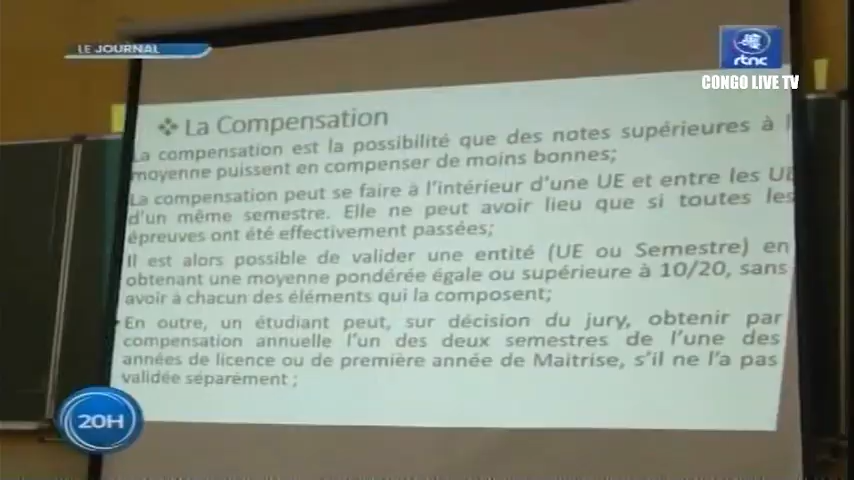 LE JOURNAL
rtnc
CONGO LIVE TV
❖ La Compensation
La compensation est la possibilité que des notes supérieures à l
moyenne puissent en compenser de moins bonnes;
La compensation peut se faire à l'intérieur d'une UE et entre les UE
d'un même semestre. Elle ne peut avoir lieu que si toutes les
épreuves ont été effectivement passées;
Il est alors possible de valider une entité (UE ou Semestre) en
obtenant une moyenne pondérée égale ou supérieure à 10/20, sans
avoir à chacun des éléments qui la composent;
En outre, un étudiant peut, sur décision du jury, obtenir par
compensation annuelle l'un des deux semestres de l'une des
années de licence ou de première année de Maitrise, s'il ne l'a pas
validée séparément ;
20H